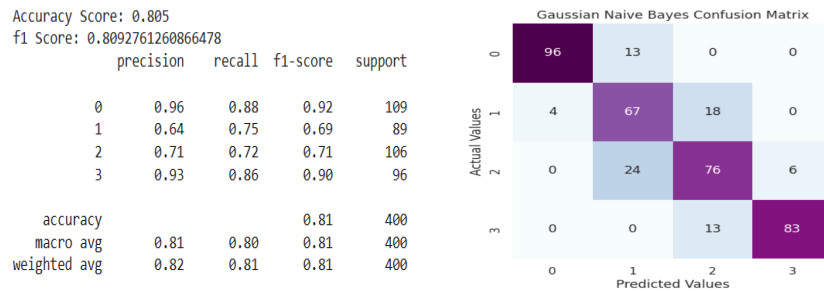 Accuracy Score: 0.805
f1 Score: 0.8092761260866478
precision recall f1-score support
0 0.96 0.88 0.92 109
1 0.64 0.75 0.69 89
2 0.71 0.72 0.71 106
3 0.93 0.86 0.90 96
accuracy 0.81 400
macro avg 0.81 0.80 0.81 400
weighted avg 0.82 0.81 0.81 400
Gaussian Naive Bayes Confusion Matrix
Actual Values
0 96 13 0 0
1 4 67 18 0
2 0 24 76 6
3 0 0 13 83
0 1 2 3
Predicted Values